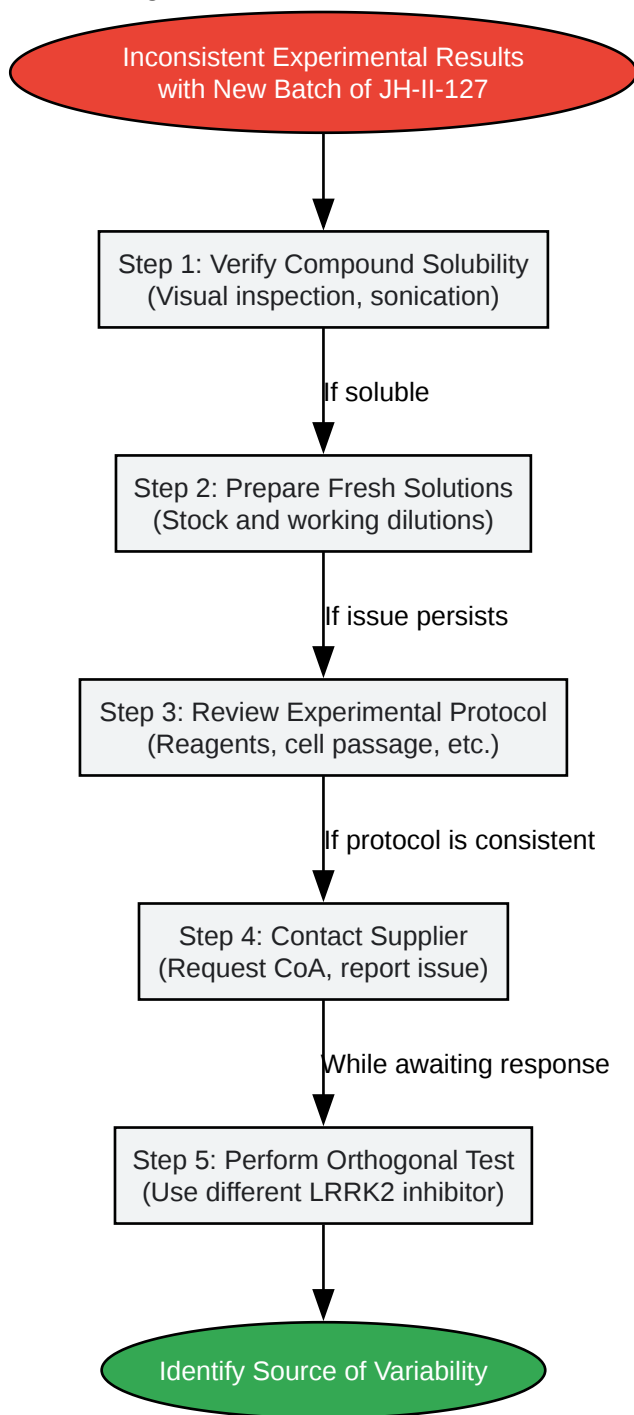 Inconsistent Experimental Results
with New Batch of JH-II-127
Step 1: Verify Compound Solubility
(Visual inspection, sonication)
If soluble
Step 2: Prepare Fresh Solutions
(Stock and working dilutions)
If issue persists
Step 3: Review Experimental Protocol
(Reagents, cell passage, etc.)
If protocol is consistent
Step 4: Contact Supplier
(Request CoA, report issue)
While awaiting response
Step 5: Perform Orthogonal Test
(Use different LRRK2 inhibitor)
Identify Source of Variability